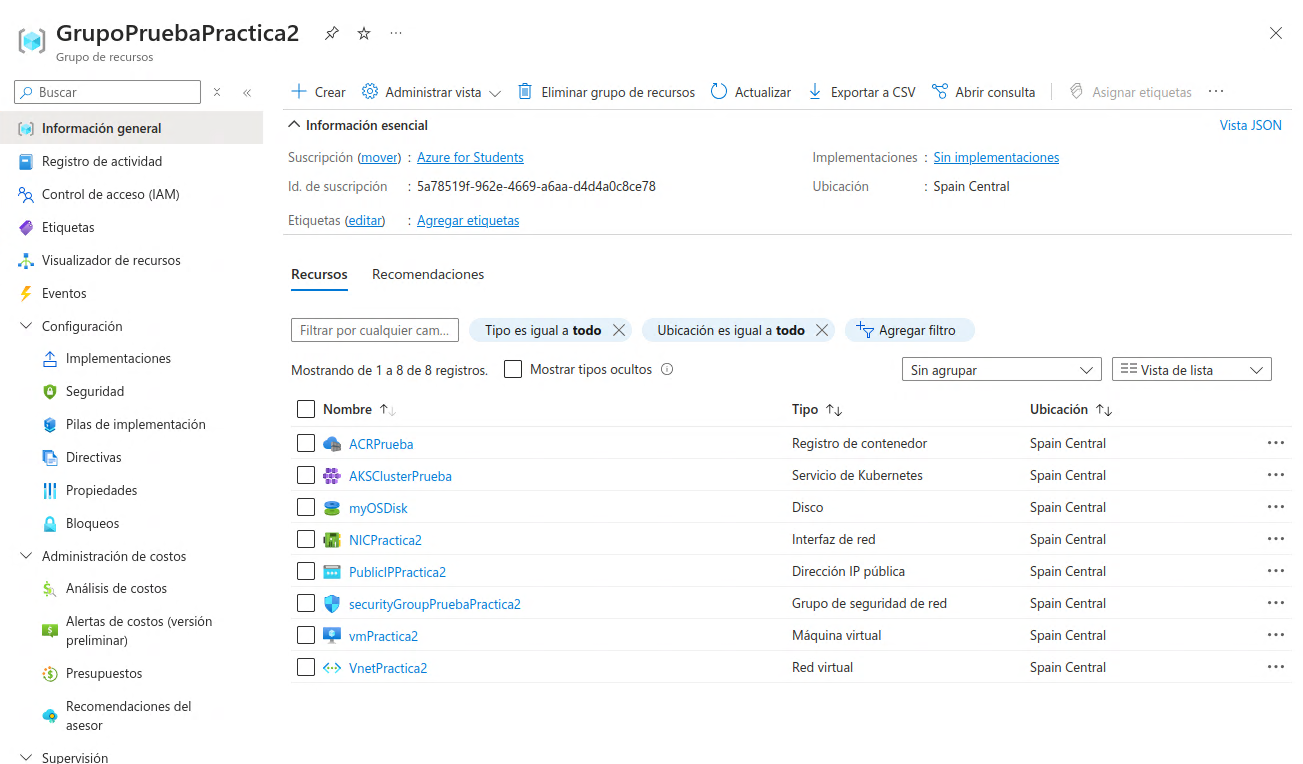 GrupoPruebaPractica2
Grupo de recursos
Buscar
Información general
Registro de actividad
Control de acceso (IAM)
Etiquetas
Visualizador de recursos
Eventos
Configuración
Implementaciones
Seguridad
Pilas de implementación
Directivas
Propiedades
Bloqueos
Administración de costos
Análisis de costos
Alertas de costos (versión
preliminar)
Presupuestos
Recomendaciones del
asesor
Supervisión
Crear Administrar vista Eliminar grupo de recursos Actualizar Exportar a CSV Abrir consulta Asignar etiquetas
Información esencial Vista JSON
Suscripción (mover) : Azure for Students Implementaciones : Sin implementaciones
Id. de suscripción : 5a78519f-962e-4669-a6aa-d4d4a0c8ce78 Ubicación : Spain Central
Etiquetas (editar) : Agregar etiquetas
Recursos Recomendaciones
Filtrar por cualquier cam... Tipo es igual a todo Ubicación es igual a todo Agregar filtro
Mostrando de 1 a 8 de 8 registros. Mostrar tipos ocultos Sin agrupar Vista de lista
Nombre Tipo Ubicación
ACRPrueba Registro de contenedor Spain Central
AKSClusterPrueba Servicio de Kubernetes Spain Central
myOSDisk Disco Spain Central
NICPractica2 Interfaz de red Spain Central
PublicIPPractica2 Dirección IP pública Spain Central
securityGroupPruebaPractica2 Grupo de seguridad de red Spain Central
vmPractica2 Máquina virtual Spain Central
VnetPractica2 Red virtual Spain Central